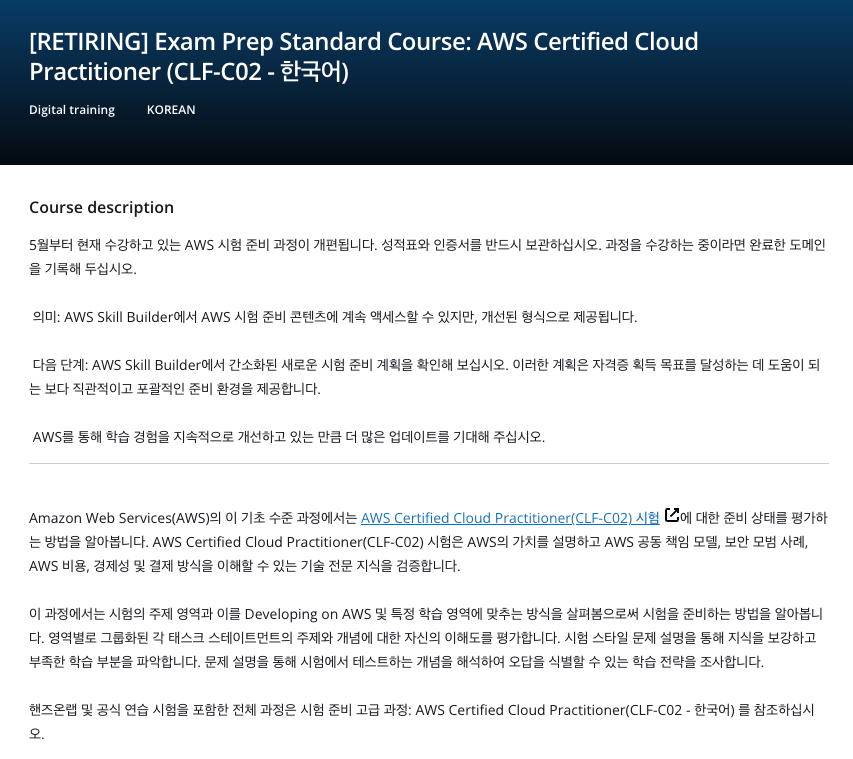 [RETIRING] Exam Prep Standard Course: AWS Certified Cloud
Practitioner (CLF-C02 - 한국어)
Digital training KOREAN
Course description
5월부터 현재 수강하고 있는 AWS 시험 준비 과정이 개편됩니다. 성적표와 인증서를 반드시 보관하십시오. 과정을 수강하는 중이라면 완료한 도메인
을 기록해 두십시오.
의미: AWS Skill Builder에서 AWS 시험 준비 콘텐츠에 계속 액세스할 수 있지만, 개선된 형식으로 제공됩니다.
다음 단계: AWS Skill Builder에서 간소화된 새로운 시험 준비 계획을 확인해 보십시오. 이러한 계획은 자격증 획득 목표를 달성하는 데 도움이 되
는 보다 직관적이고 포괄적인 준비 환경을 제공합니다.
AWS를 통해 학습 경험을 지속적으로 개선하고 있는 만큼 더 많은 업데이트를 기대해 주십시오.
Amazon Web Services(AWS)의 이 기초 수준 과정에서는 AWS Certified Cloud Practitioner(CLF-C02) 시험에 대한 준비 상태를 평가하
는 방법을 알아봅니다. AWS Certified Cloud Practitioner(CLF-C02) 시험은 AWS의 가치를 설명하고 AWS 공동 책임 모델, 보안 모범 사례,
AWS 비용, 경제성 및 결제 방식을 이해할 수 있는 기술 전문 지식을 검증합니다.
이 과정에서는 시험의 주제 영역과 이를 Developing on AWS 및 특정 학습 영역에 맞추는 방식을 살펴봄으로써 시험을 준비하는 방법을 알아봅니
다. 영역별로 그룹화된 각 태스크 스테이트먼트의 주제와 개념에 대한 자신의 이해도를 평가합니다. 시험 스타일 문제 설명을 통해 지식을 보강하고
부족한 학습 부분을 파악합니다. 문제 설명을 통해 시험에서 테스트하는 개념을 해석하여 오답을 식별할 수 있는 학습 전략을 조사합니다.
핸즈온랩 및 공식 연습 시험을 포함한 전체 과정은 시험 준비 고급 과정: AWS Certified Cloud Practitioner(CLF-C02 - 한국어) 를 참조하십시
오.